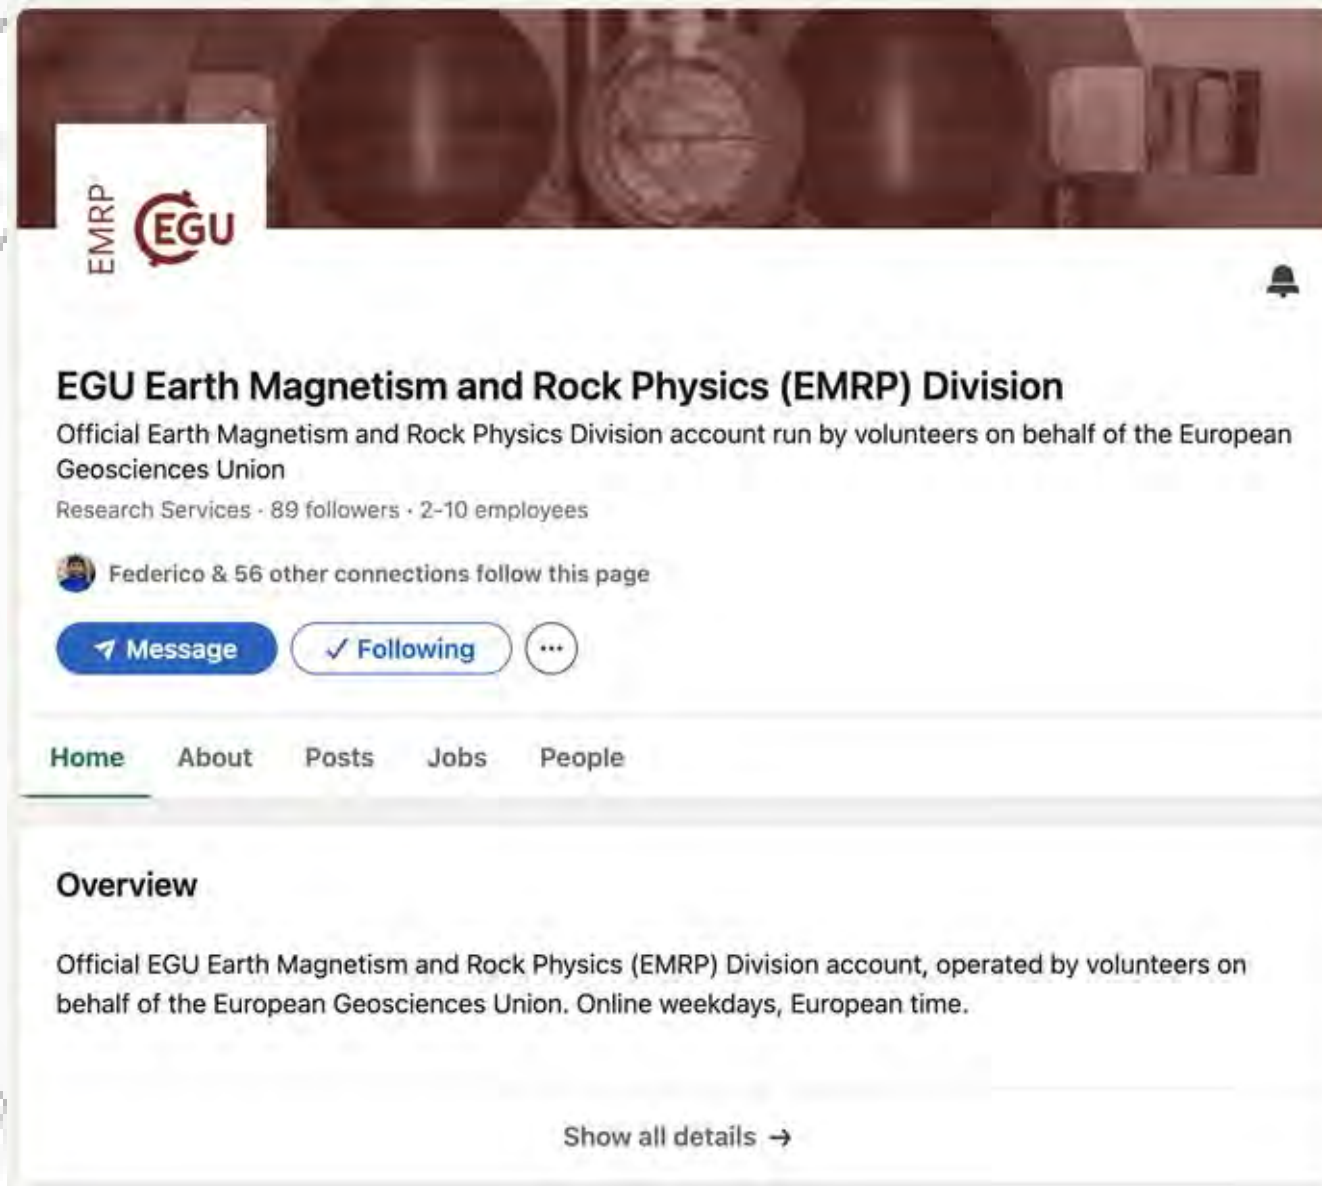 EMRP
EGU
EGU Earth Magnetism and Rock Physics (EMRP) Division
Official Earth Magnetism and Rock Physics Division account run by volunteers on behalf of the European
Geosciences Union
Research Services · 89 followers · 2-10 employees
Federico & 56 other connections follow this page
Message
✓ Following
Home About Posts Jobs People
Overview
Official EGU Earth Magnetism and Rock Physics (EMRP) Division account, operated by volunteers on
behalf of the European Geosciences Union. Online weekdays, European time.
Show all details →